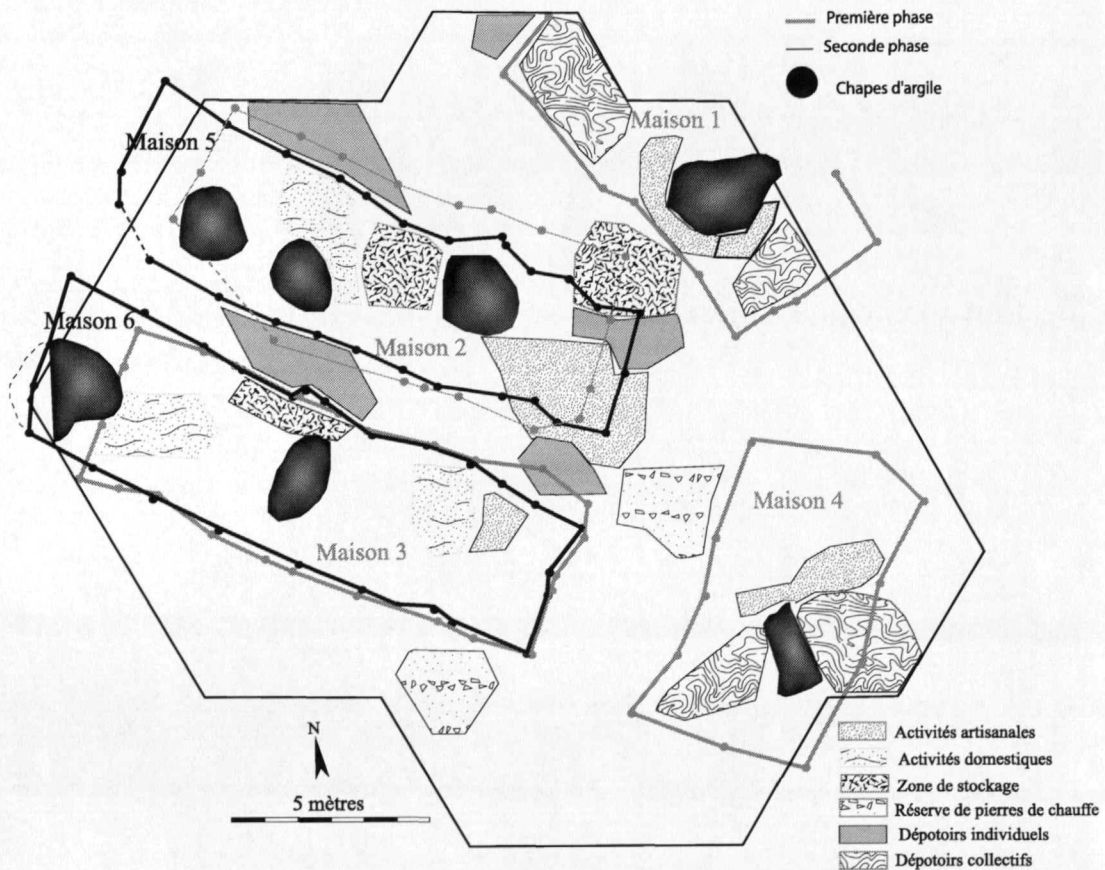 Première phase
Seconde phase
Chapes d'argile
Maison 1
Maison 5
Maison 2
Maison 6
Maison 4
Maison 3
N
5 mètres
Activités artisanales
Activités domestiques
Zone de stockage
Réserve de pierres de chauffe
Dépotoirs individuels
Dépotoirs collectifs